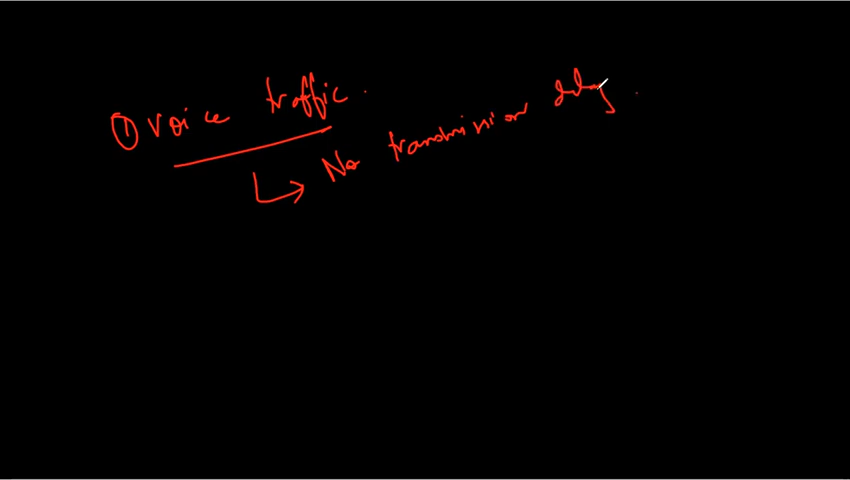 ① Voice traffic.
↳ No transmission delay.